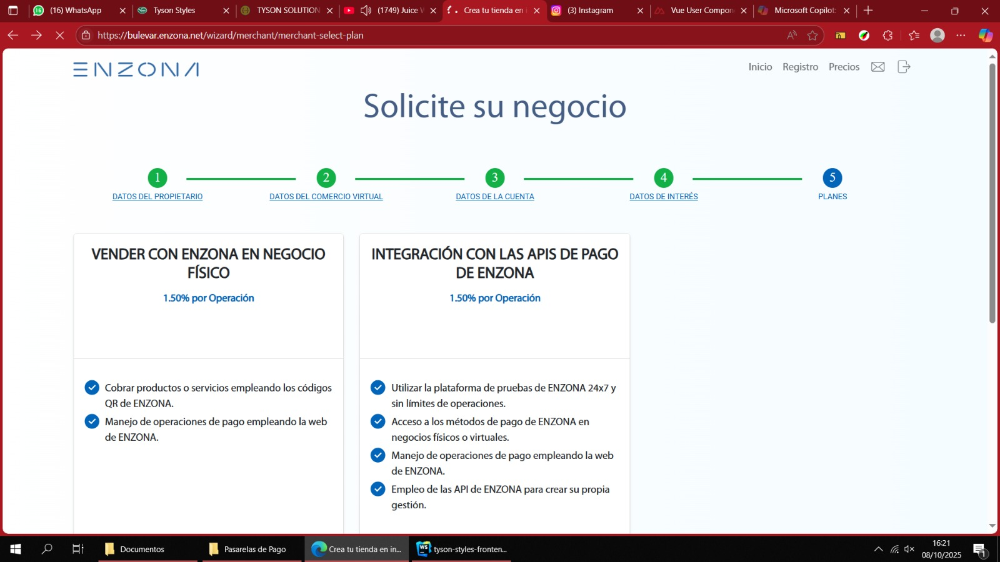 (16) WhatsApp
Tyson Styles
TYSON SOLUTION
(1749) Juice W
Crea tu tienda en
(3) Instagram
Vue User Compon
Microsoft Copilot:
https://bulevar.enzona.net/wizard/merchant/merchant-select-plan
ENZONA
Inicio Registro Precios
Solicite su negocio
1 2 3 4 5
DATOS DEL PROPIETARIO DATOS DEL COMERCIO VIRTUAL DATOS DE LA CUENTA DATOS DE INTERÉS PLANES
VENDER CON ENZONA EN NEGOCIO
FÍSICO
1.50% por Operación
Cobrar productos o servicios empleando los códigos
QR de ENZONA.
Manejo de operaciones de pago empleando la web
de ENZONA.
INTEGRACIÓN CON LAS APIS DE PAGO
DE ENZONA
1.50% por Operación
Utilizar la plataforma de pruebas de ENZONA 24x7 y
sin límites de operaciones.
Acceso a los métodos de pago de ENZONA en
negocios físicos o virtuales.
Manejo de operaciones de pago empleando la web
de ENZONA.
Empleo de las API de ENZONA para crear su propia
gestión.
Documentos
Pasarelas de Pago
Crea tu tienda en in...
WS
tyson-styles-fronten...
16:21
08/10/2025
1